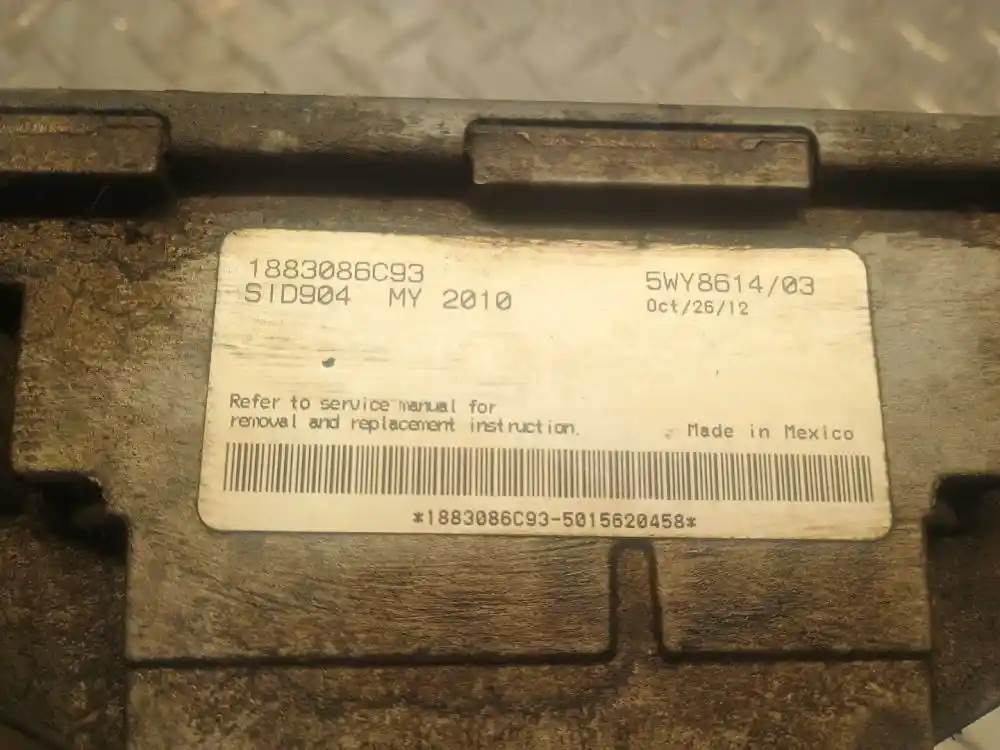 1883086C93
SID904 MY 2010
5WY8614/03
Oct/26/12
Refer to service manual for
removal and replacement instruction.
Made in Mexico
*1883086C93-5015620458*